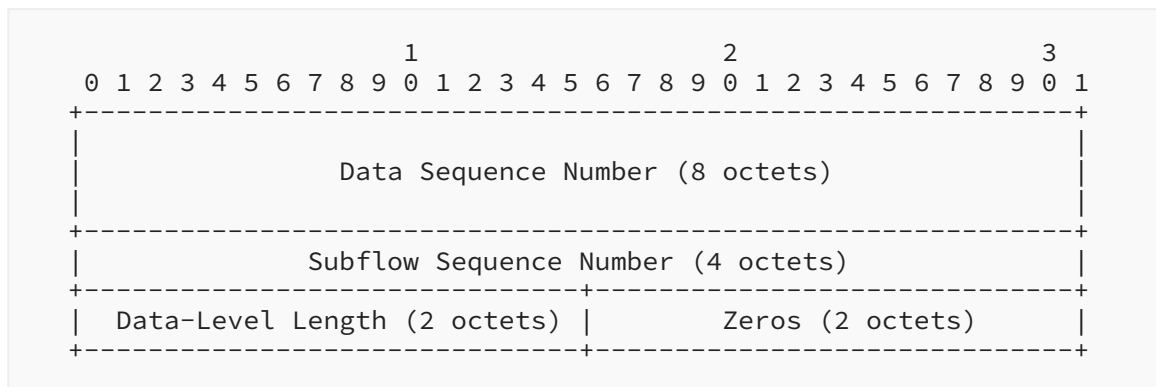 1                   2                   3
 0 1 2 3 4 5 6 7 8 9 0 1 2 3 4 5 6 7 8 9 0 1 2 3 4 5 6 7 8 9 0 1
+--------------------------------------------------------------+
|                                                              |
|                Data Sequence Number (8 octets)               |
|                                                              |
+--------------------------------------------------------------+
|              Subflow Sequence Number (4 octets)              |
+-------------------------------+------------------------------+
|  Data-Level Length (2 octets) |        Zeros (2 octets)      |
+-------------------------------+------------------------------+